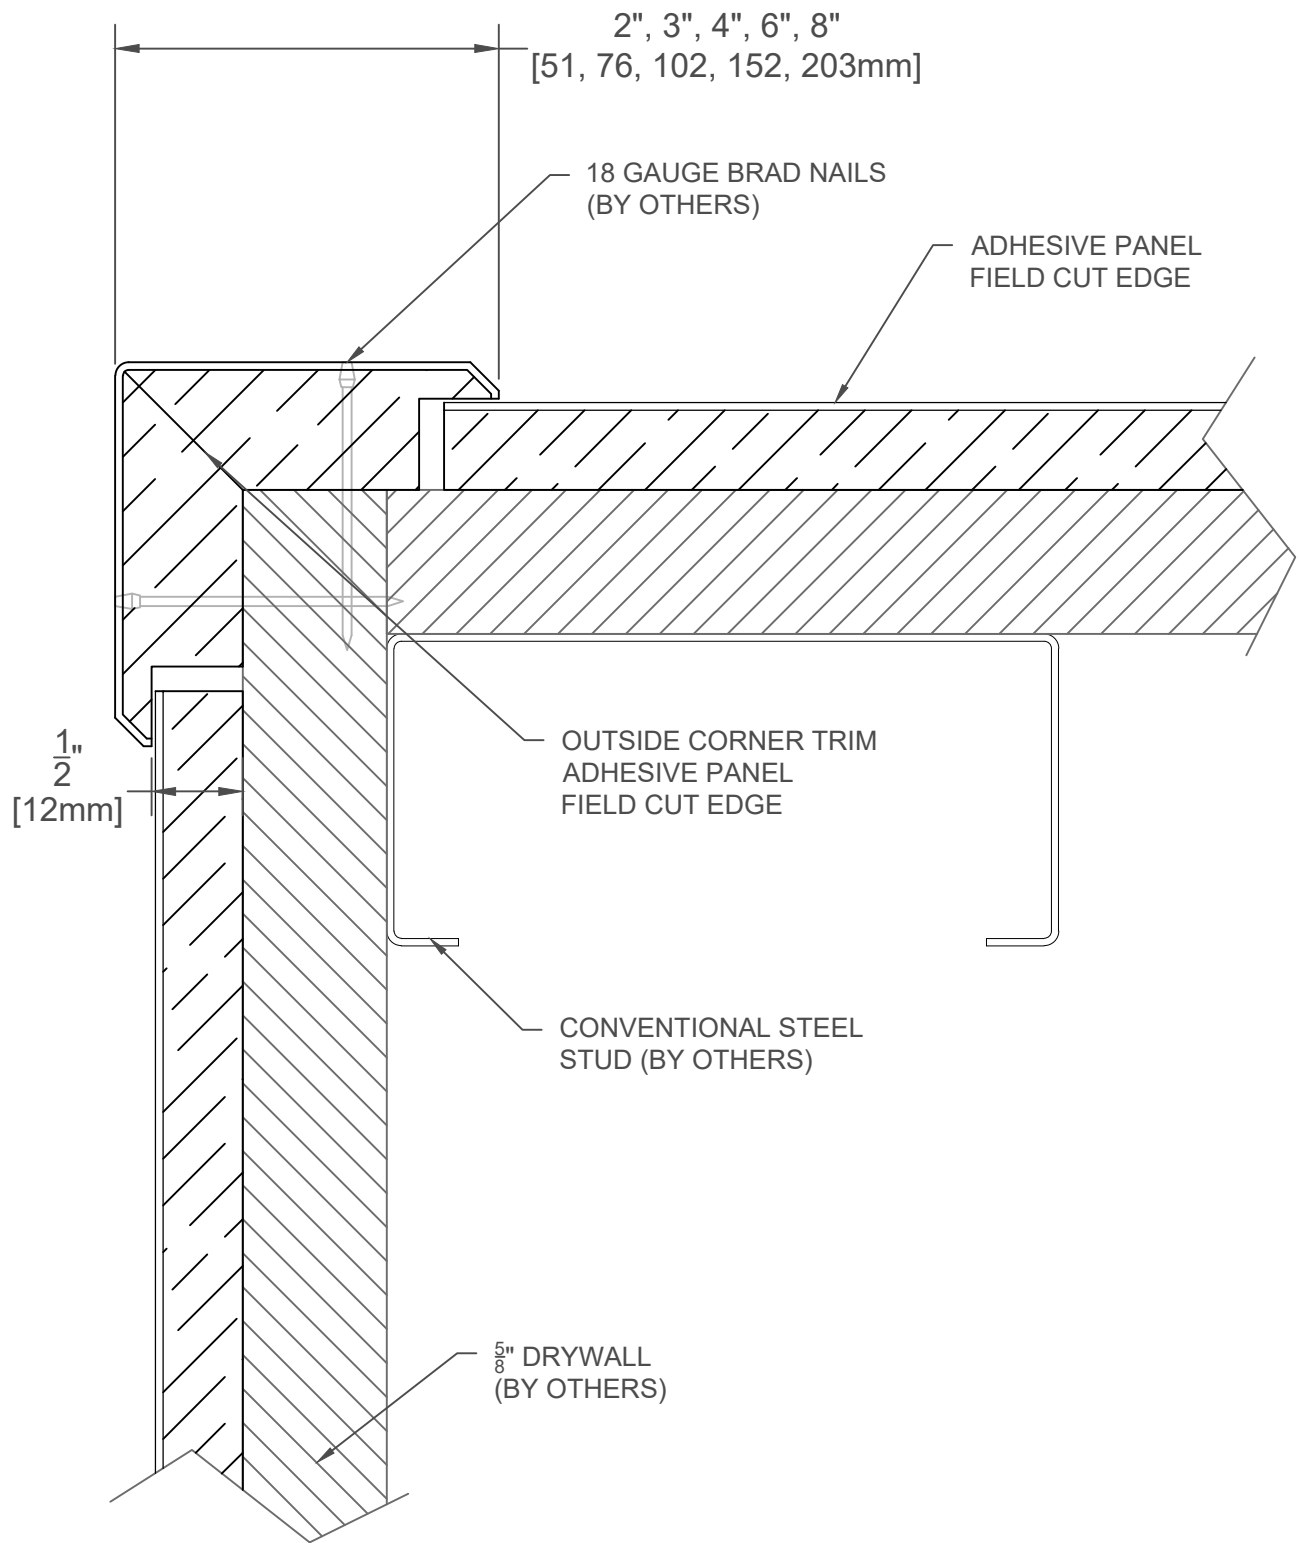 2", 3", 4", 6", 8"
[51, 76, 102, 152, 203mm]
18 GAUGE BRAD NAILS
(BY OTHERS)
ADHESIVE PANEL
FIELD CUT EDGE
1/2"
[12mm]
OUTSIDE CORNER TRIM
ADHESIVE PANEL
FIELD CUT EDGE
CONVENTIONAL STEEL
STUD (BY OTHERS)
5/8" DRYWALL
(BY OTHERS)